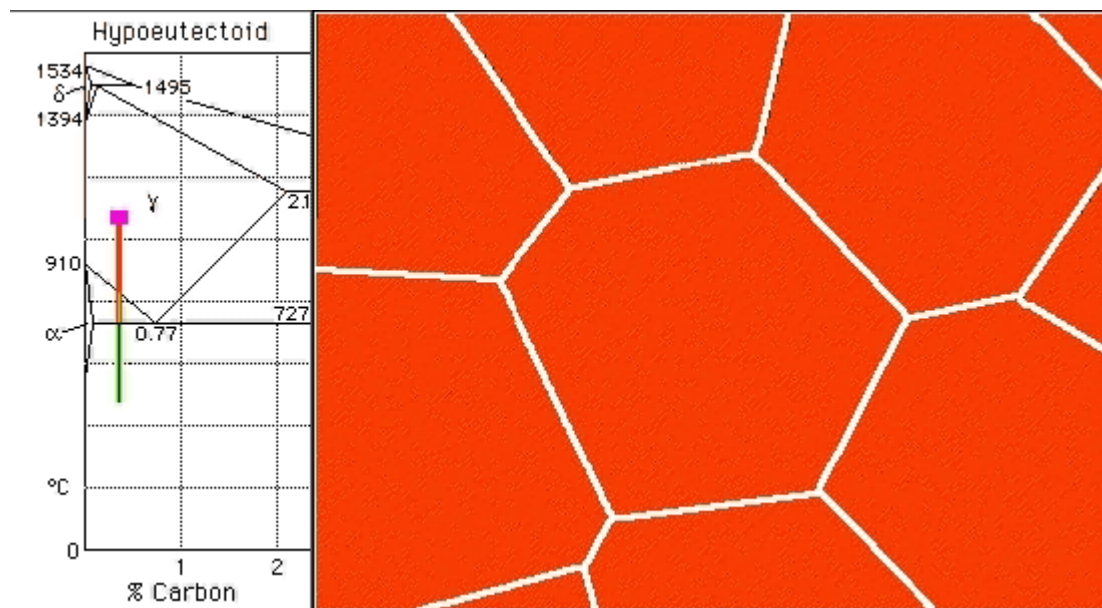 Hypoeutectoid
1534
δ
1495
1394
γ
2.1
910
727
α
0.77
°C
0
1
2
% Carbon